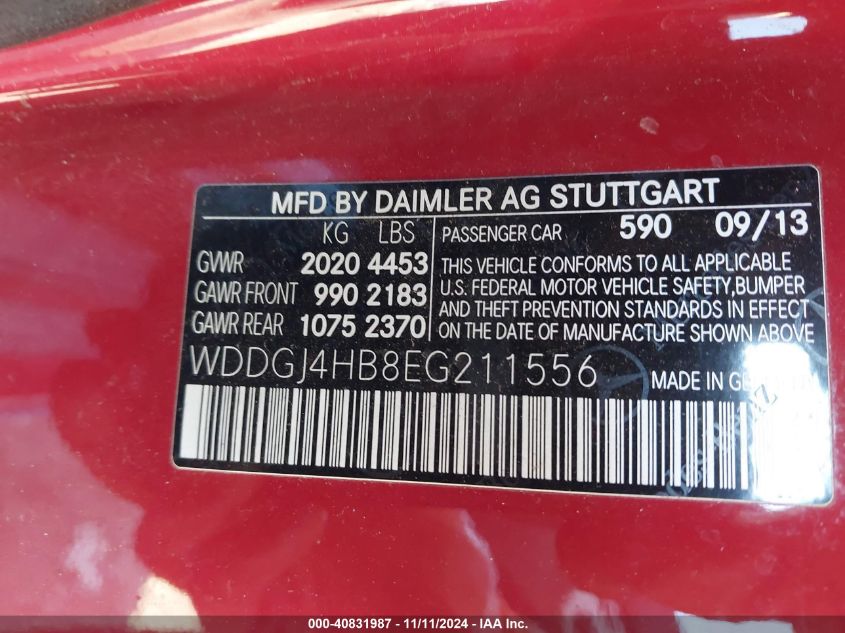 MFD BY DAIMLER AG STUTTGART
KG LBS
GVWR 2020 4453
GAWR FRONT 990 2183
GAWR REAR 1075 2370
PASSENGER CAR 590 09/13
THIS VEHICLE CONFORMS TO ALL APPLICABLE
U.S. FEDERAL MOTOR VEHICLE SAFETY,BUMPER
AND THEFT PREVENTION STANDARDS IN EFFECT
ON THE DATE OF MANUFACTURE SHOWN ABOVE
WDDGJ4HB8EG211556
MADE IN
000-40831987 - 11/11/2024 - IAA Inc.